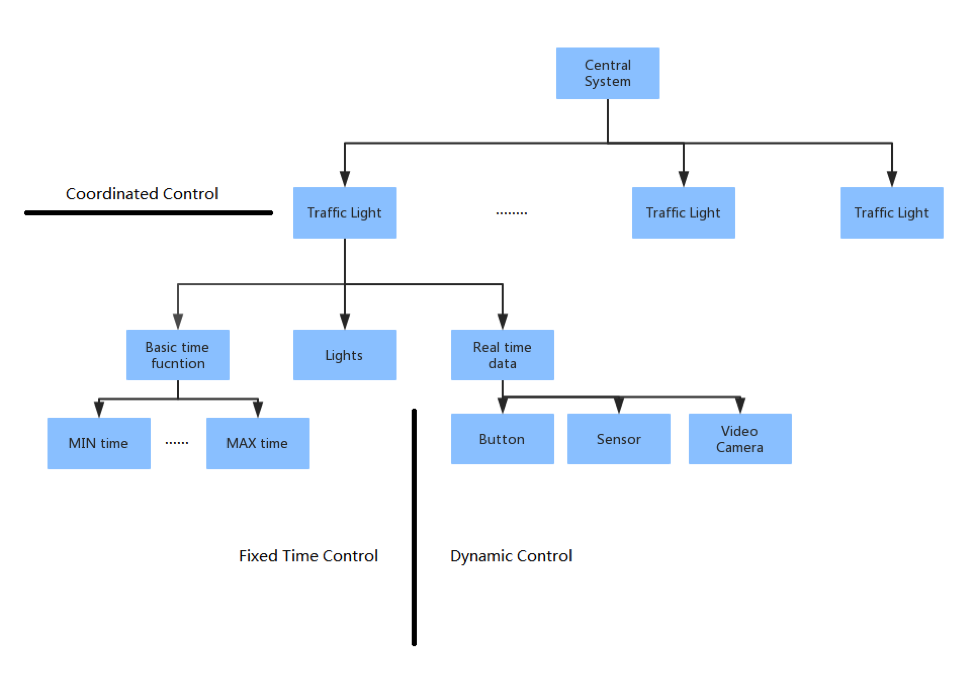 Central
System
Coordinated Control
Traffic Light
........
Traffic Light
Traffic Light
Basic time
fucntion
Lights
Real time
data
MIN time
......
MAX time
Button
Sensor
Video
Camera
Fixed Time Control
Dynamic Control